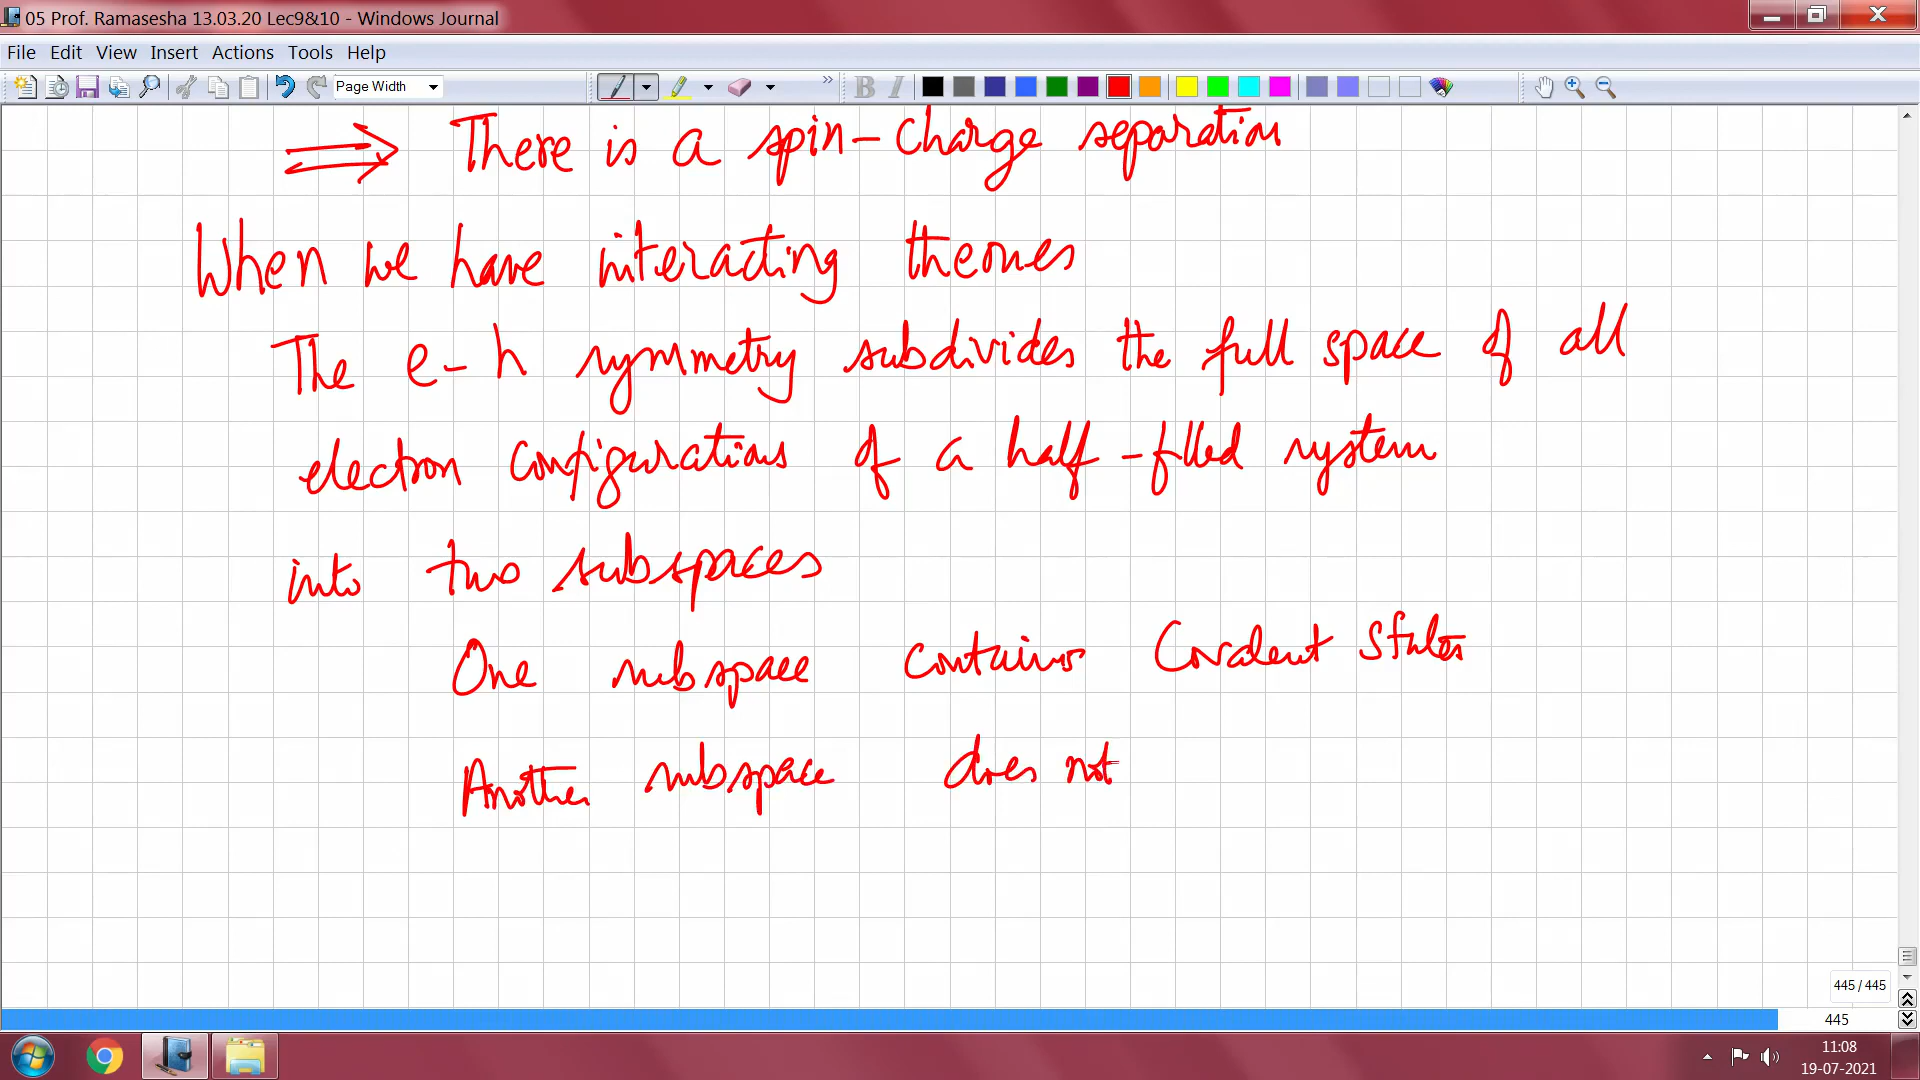 05 Prof. Ramasesha 13.03.20 Lec9&10 - Windows Journal
File Edit View Insert Actions Tools Help
Page Width
B I
There is a spin-charge separation
When we have interacting theories
The e-h symmetry subdivides the full space of all
electron configurations of a half-filled system
into two subspaces
One subspace contains Covalent States
Another subspace does not
445 / 445
445
11:08
19-07-2021